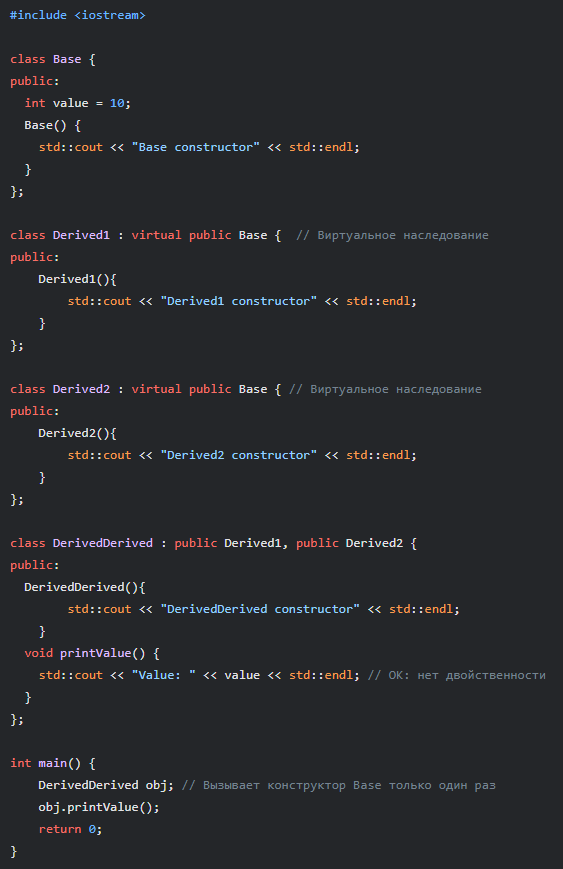 #include <iostream>

class Base {
public:
  int value = 10;
  Base() {
    std::cout << "Base constructor" << std::endl;
  }
};

class Derived1 : virtual public Base {  // Виртуальное наследование
public:
    Derived1(){
        std::cout << "Derived1 constructor" << std::endl;
    }
};

class Derived2 : virtual public Base { // Виртуальное наследование
public:
    Derived2(){
        std::cout << "Derived2 constructor" << std::endl;
    }
};

class DerivedDerived : public Derived1, public Derived2 {
public:
  DerivedDerived(){
        std::cout << "DerivedDerived constructor" << std::endl;
    }
  void printValue() {
    std::cout << "Value: " << value << std::endl; // OK: нет двойственности
  }
};

int main() {
    DerivedDerived obj; // Вызывает конструктор Base только один раз
    obj.printValue();
    return 0;
}